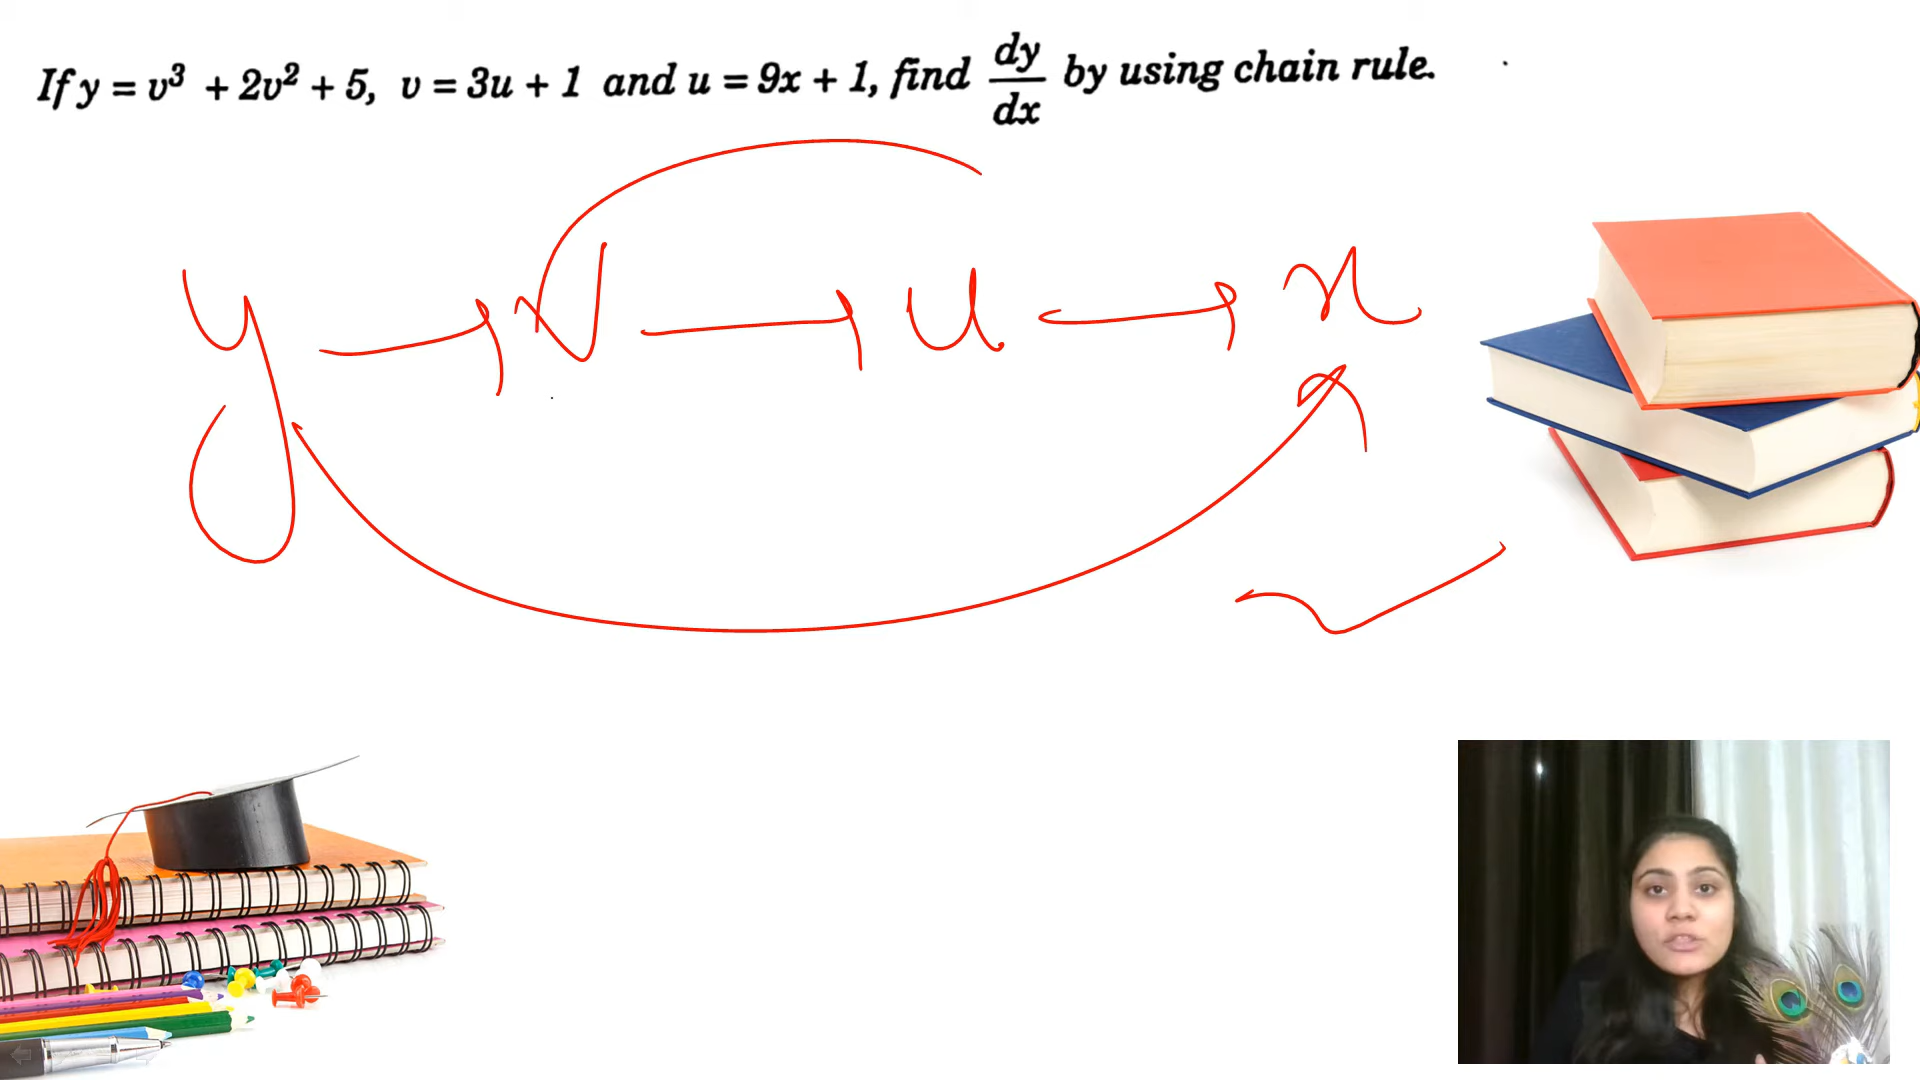 If y = v³ + 2v² + 5, v = 3u + 1 and u = 9x + 1, find dy/dx by using chain rule.
y → v → u → x